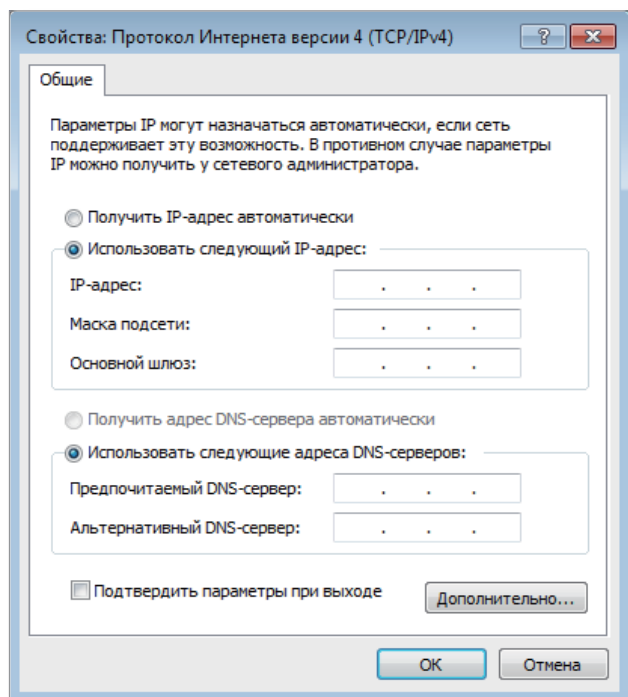 Свойства: Протокол Интернета версии 4 (TCP/IPv4)
Общие
Параметры IP могут назначаться автоматически, если сеть
поддерживает эту возможность. В противном случае параметры
IP можно получить у сетевого администратора.
Получить IP-адрес автоматически
Использовать следующий IP-адрес:
IP-адрес:
Маска подсети:
Основной шлюз:
Получить адрес DNS-сервера автоматически
Использовать следующие адреса DNS-серверов:
Предпочитаемый DNS-сервер:
Альтернативный DNS-сервер:
Подтвердить параметры при выходе
Дополнительно...
ОК
Отмена